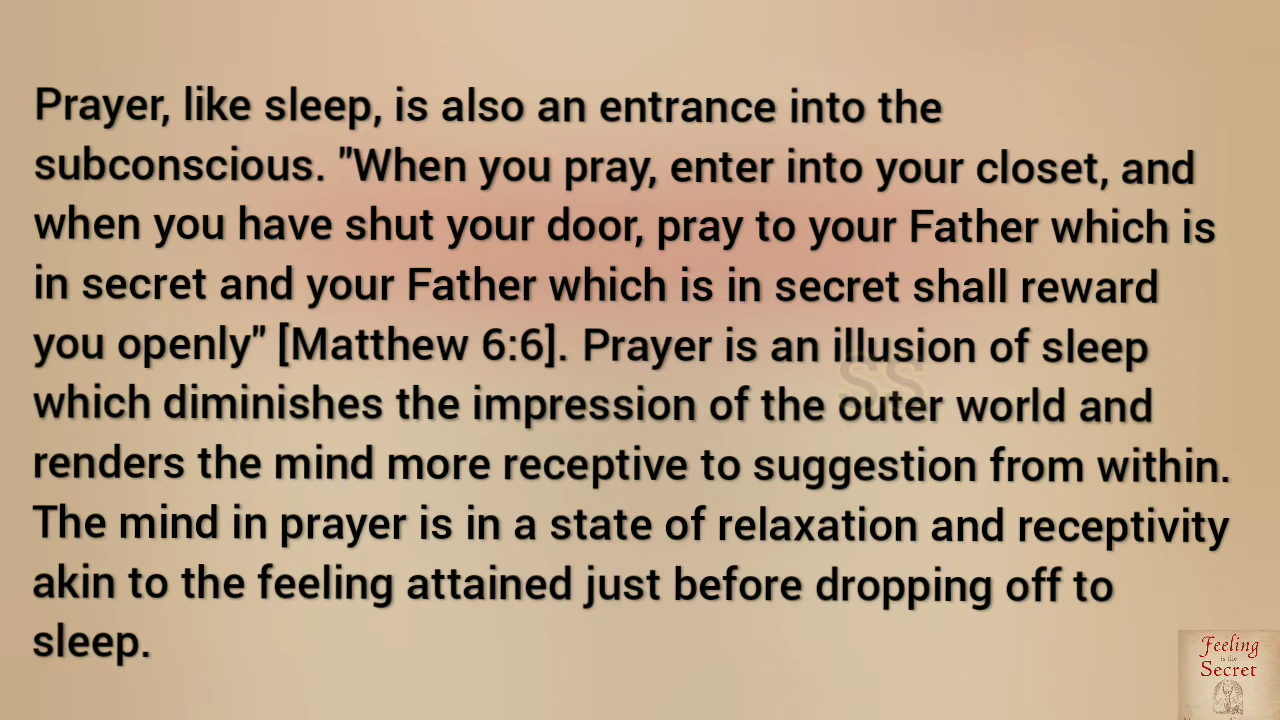 Prayer, like sleep, is also an entrance into the
subconscious. "When you pray, enter into your closet, and
when you have shut your door, pray to your Father which is
in secret and your Father which is in secret shall reward
you openly" [Matthew 6:6]. Prayer is an illusion of sleep
which diminishes the impression of the outer world and
renders the mind more receptive to suggestion from within.
The mind in prayer is in a state of relaxation and receptivity
akin to the feeling attained just before dropping off to
sleep.
SS
Feeling
is the
Secret